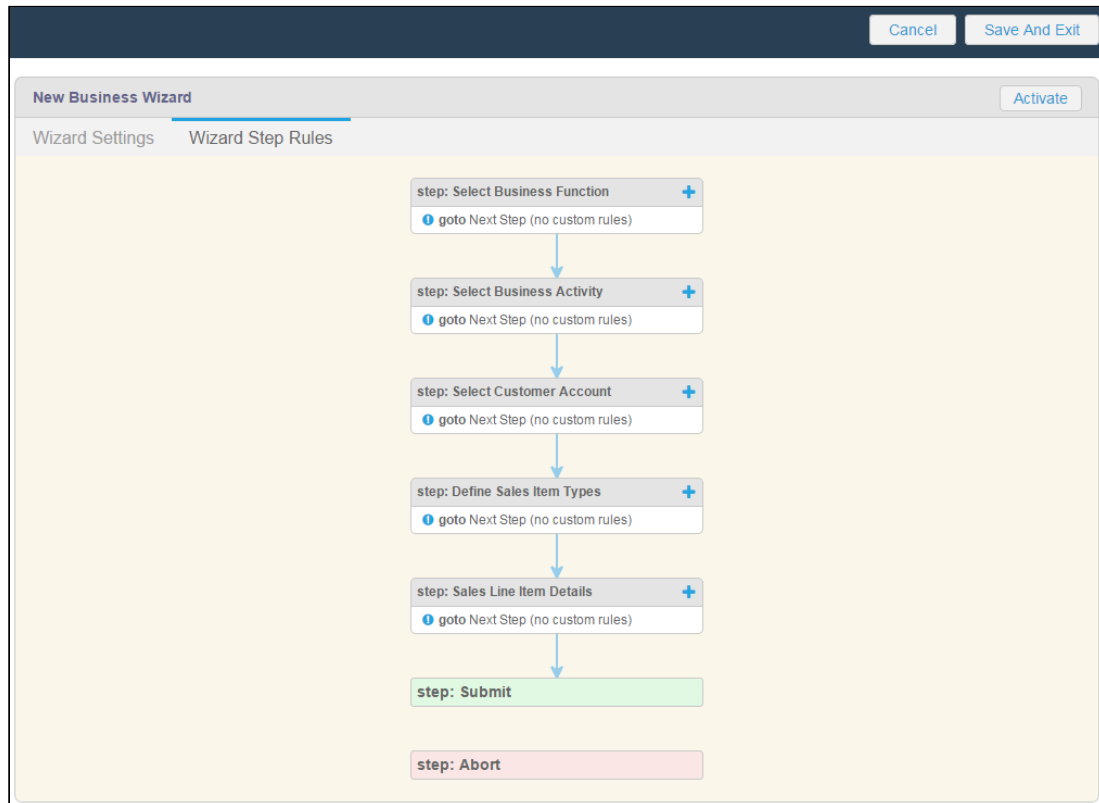 Cancel Save And Exit
New Business Wizard Activate
Wizard Settings Wizard Step Rules
step: Select Business Function
goto Next Step (no custom rules)
step: Select Business Activity
goto Next Step (no custom rules)
step: Select Customer Account
goto Next Step (no custom rules)
step: Define Sales Item Types
goto Next Step (no custom rules)
step: Sales Line Item Details
goto Next Step (no custom rules)
step: Submit
step: Abort